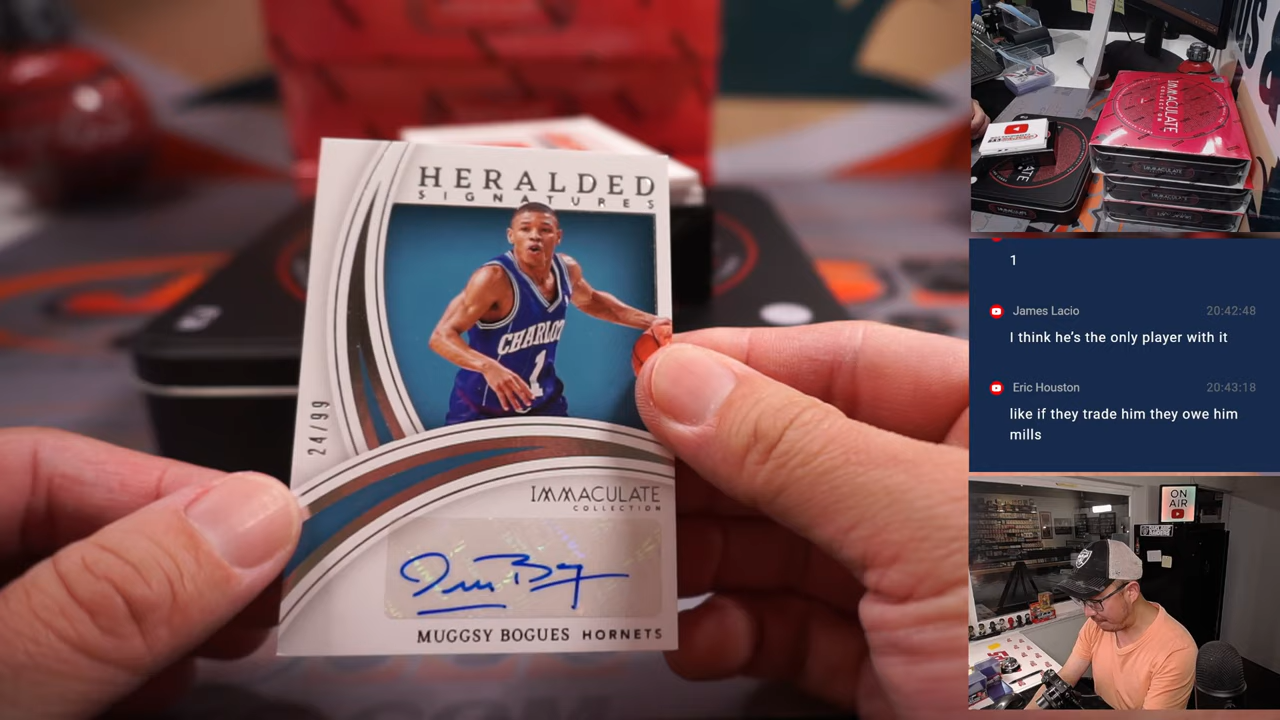 HERALDED
SIGNATURES
CHARLOT
1
24/99
IMMACULATE
COLLECTION
MUGGSY BOGUES HORNETS
IMMACULATE
COLLECTION
1
James Lacio 20:42:48
I think he's the only player with it
Eric Houston 20:43:18
like if they trade him they owe him
mills
ON
AIR